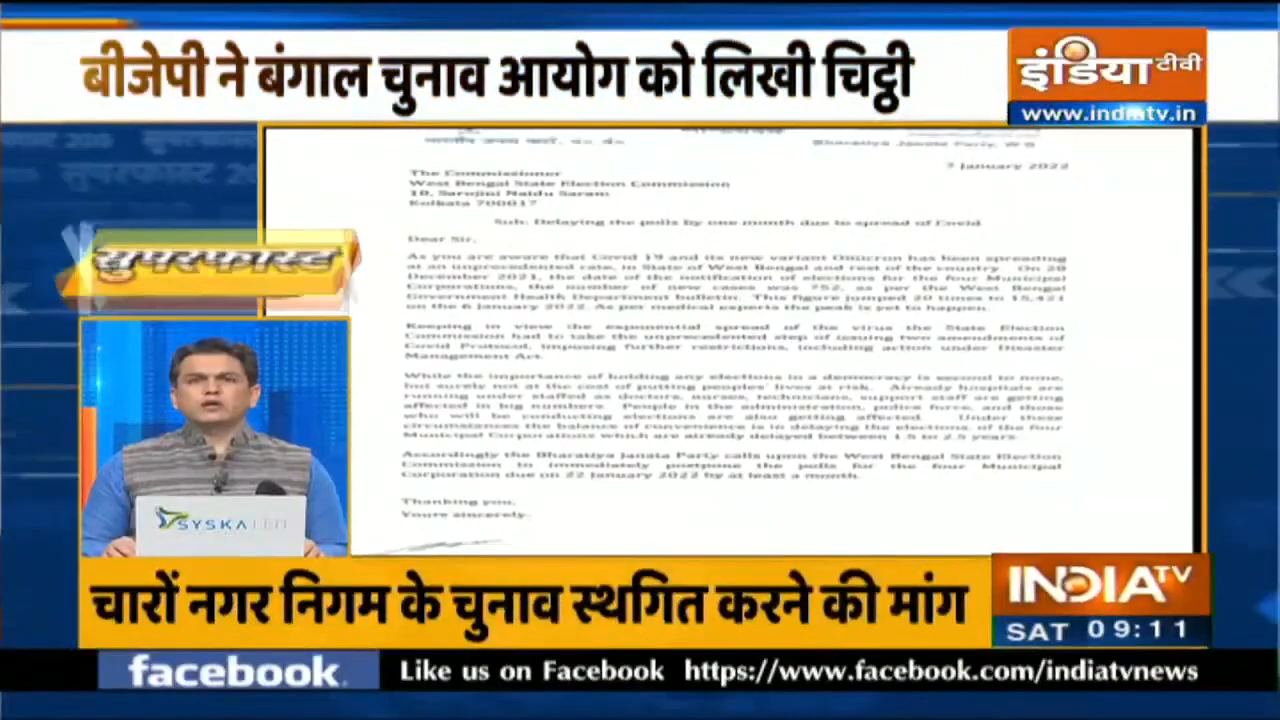 बीजेपी ने बंगाल चुनाव आयोग को लिखी चिट्ठी
इंडिया टीवी
www.indiatv.in
Bharatiya Janata Party, W B
7 January 2022
The Commissioner
West Bengal State Election Commission
18, Sarojini Naidu Sarani
Kolkata 700017
Sub: Delaying the polls by one month due to spread of Covid
Dear Sir,
As you are aware that Covid 19 and its new variant Omicron has been spreading
at an unprecedented rate, in State of West Bengal and rest of the country. On 28
December 2021, the date of the notification of elections for the four Municipal
Corporations, the number of new cases was 752, as per the West Bengal
Government Health Department bulletin. This figure jumped 20 times to 15,421
on the 6 January 2022. As per medical experts the peak is yet to happen.
Keeping in view the exponential spread of the virus the State Election
Commission had to take the unprecedented step of issuing two amendments of
Covid Protocol, imposing further restrictions, including action under Disaster
Management Act.
While the importance of holding any elections in a democracy is second to none,
but surely not at the cost of putting peoples' lives at risk. Already hospitals are
running under staffed as doctors, nurses, technicians, support staff are getting
affected in big numbers. People in the administration, police force, and those
who will be conducting elections are also getting affected. Under these
circumstances the balance of convenience is in delaying the elections, of the four
Municipal Corporations which are already delayed between 1.5 to 2.5 years.
Accordingly the Bharatiya Janata Party calls upon the West Bengal State Election
Commission to immediately postpone the polls for the four Municipal
Corporation due on 22 January 2022 by at least a month.
Thanking you,
Yours sincerely,
सुपरफास्ट
SYSKA LED
चारों नगर निगम के चुनाव स्थगित करने की मांग
INDIA TV
SAT 09:11
facebook
Like us on Facebook https://www.facebook.com/indiatvnews